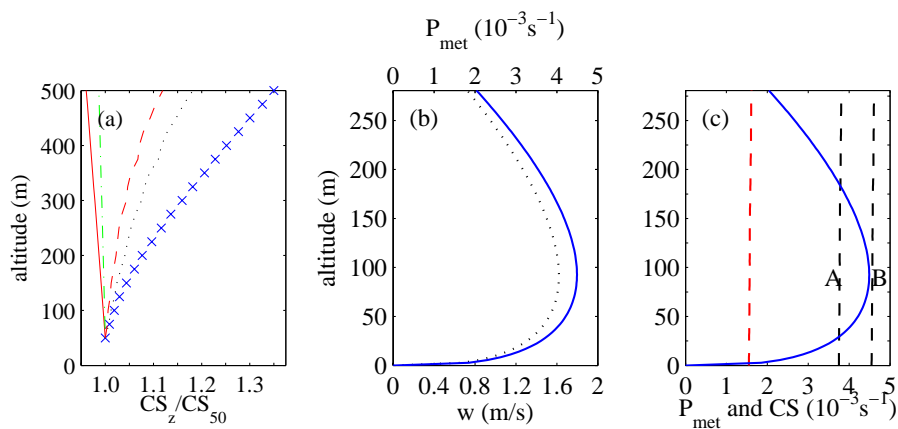 P_met (10^−3 s^−1)
0 1 2 3 4 5
500
400
300
200
100
0
altitude (m)
(a)
1.0 1.1 1.2 1.3
CS_z/CS_50
250
200
150
100
50
0
altitude (m)
(b)
0 0.4 0.8 1.2 1.6 2
w (m/s)
250
200
150
100
50
0
(c)
A
B
0 1 2 3 4 5
P_met and CS (10^−3 s^−1)